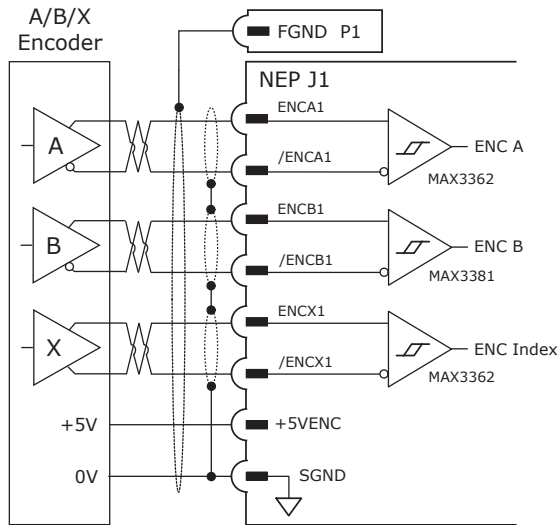 A/B/X
Encoder
FGND P1
NEP J1
A
ENCA1
/ENCA1
ENC A
MAX3362
B
ENCB1
/ENCB1
ENC B
MAX3381
X
ENCX1
/ENCX1
ENC Index
MAX3362
+5V
+5VENC
0V
SGND